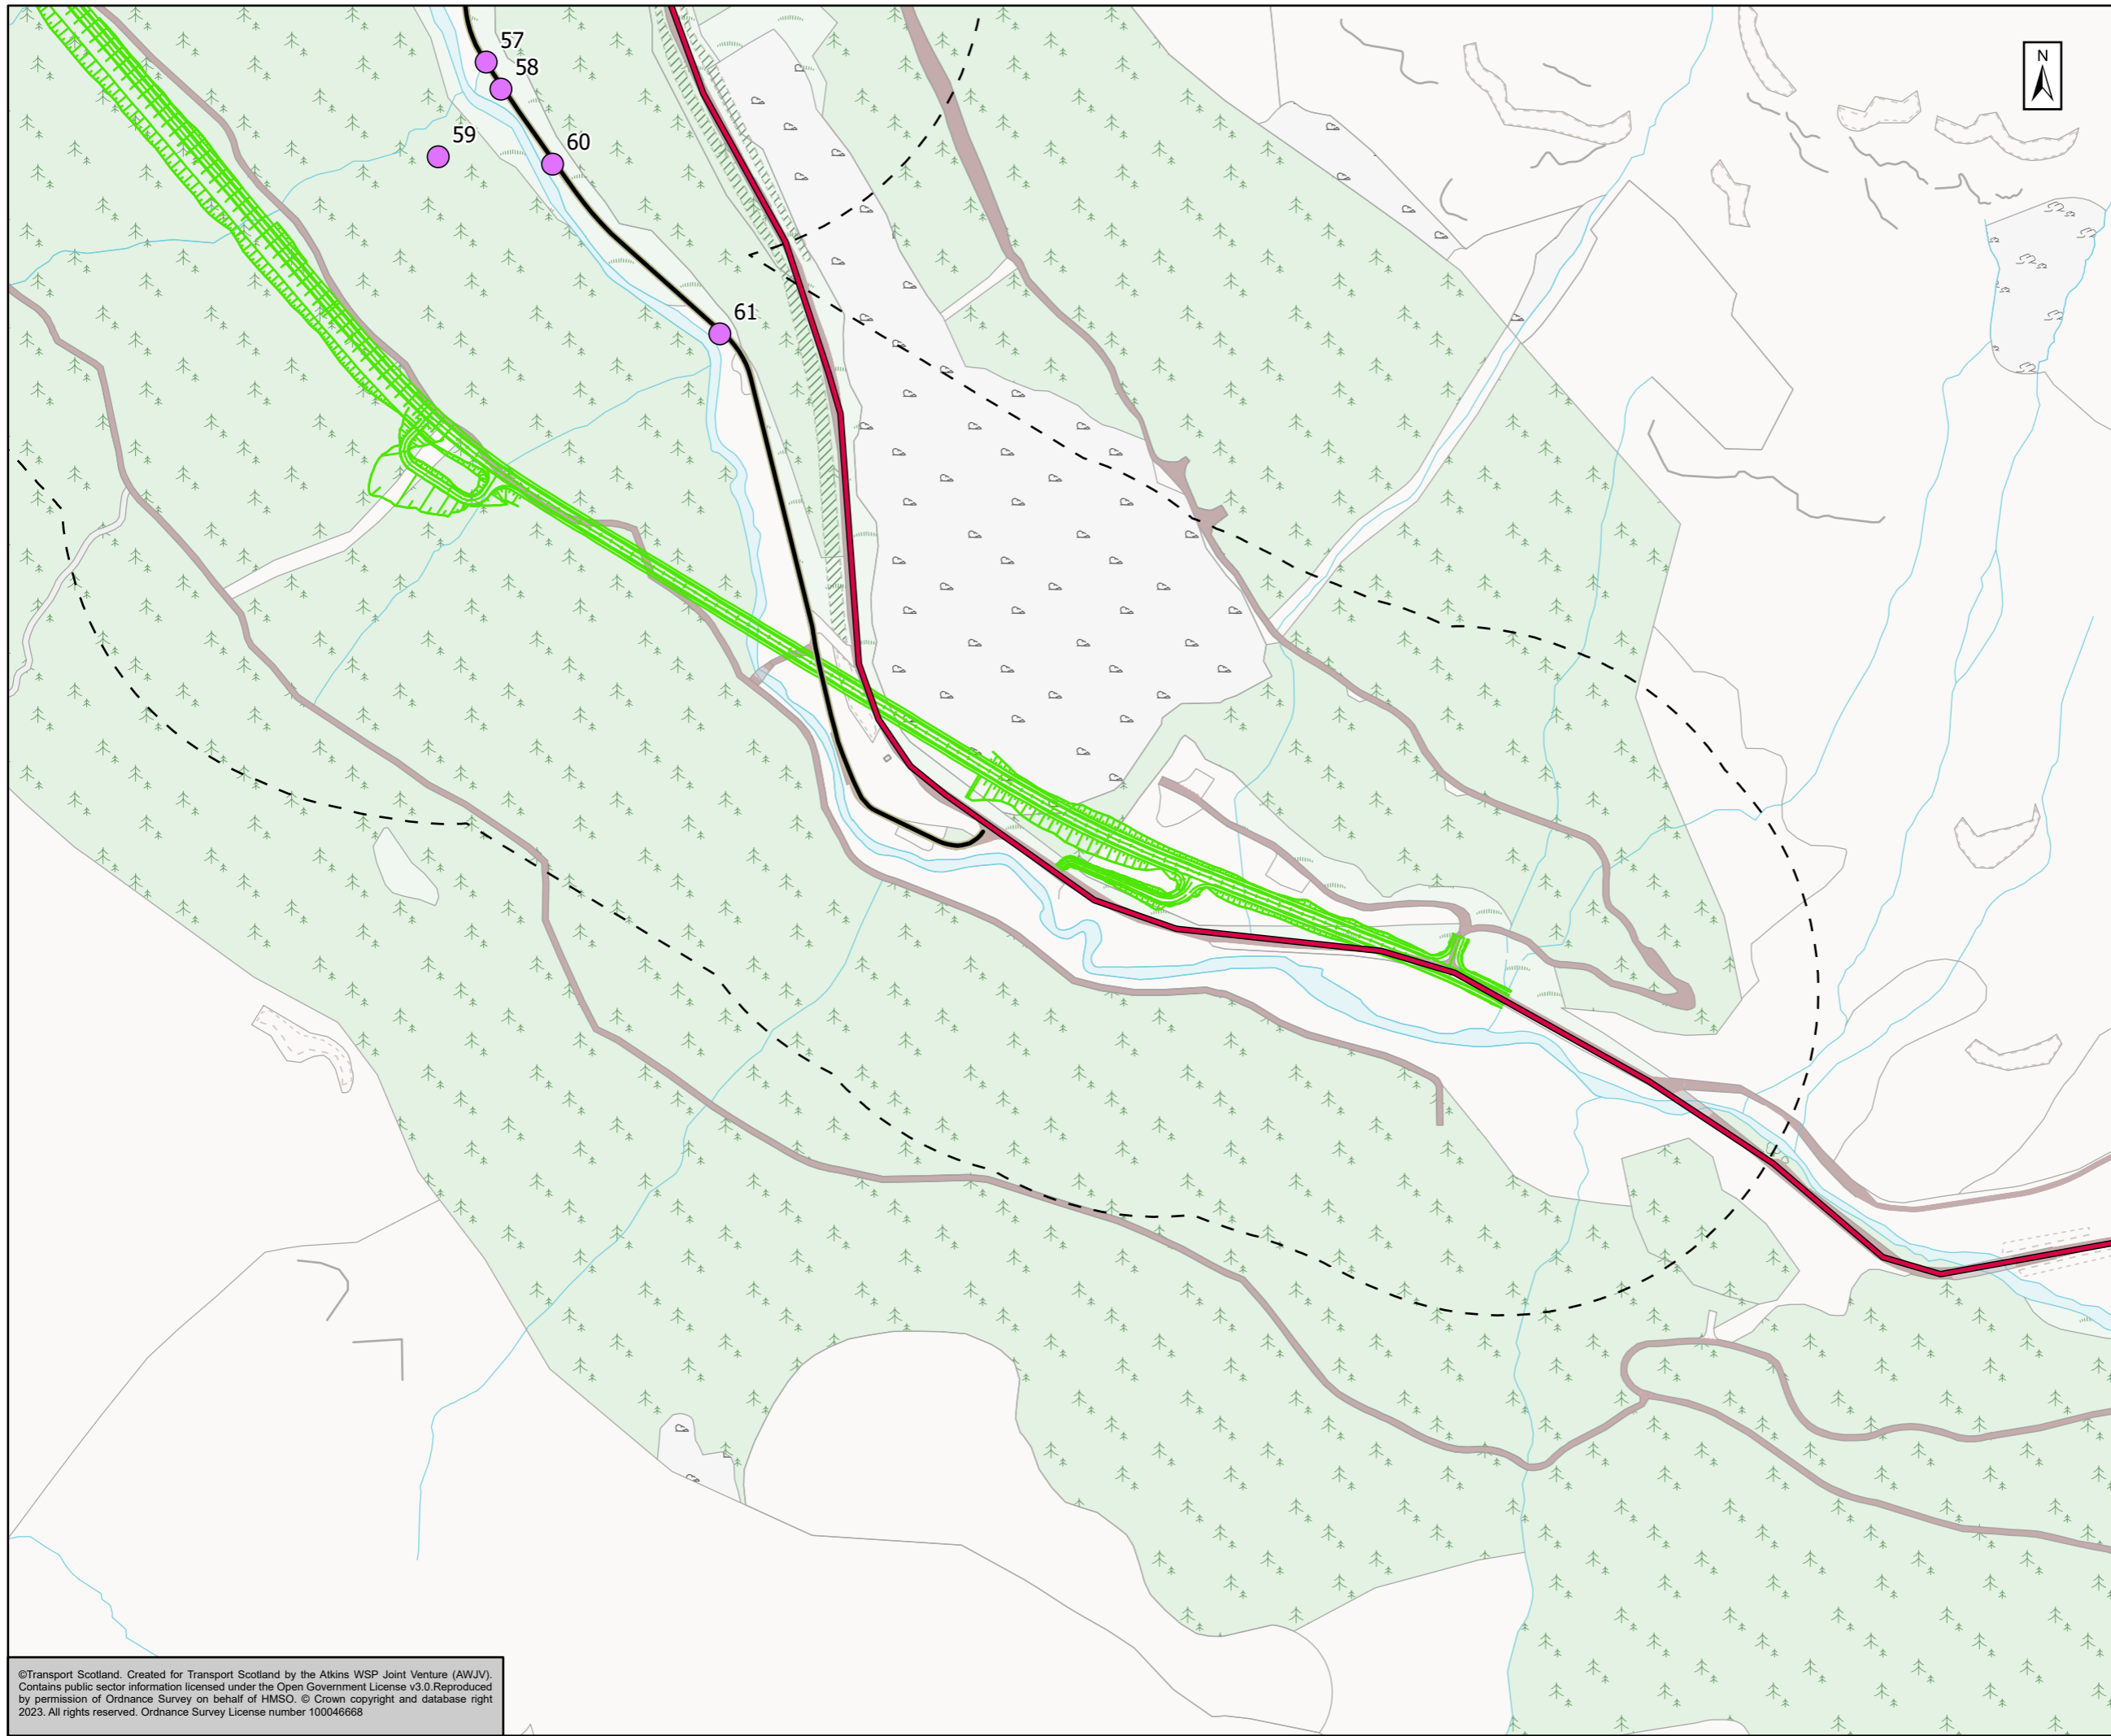 57
N
58
59
60
61
©Transport Scotland. Created for Transport Scotland by the Atkins WSP Joint Venture (AWJV).
Contains public sector information licensed under the Open Government License v3.0.Reproduced
by permission of Ordnance Survey on behalf of HMSO. © Crown copyright and database right
2023. All rights reserved. Ordnance Survey License number 100046668